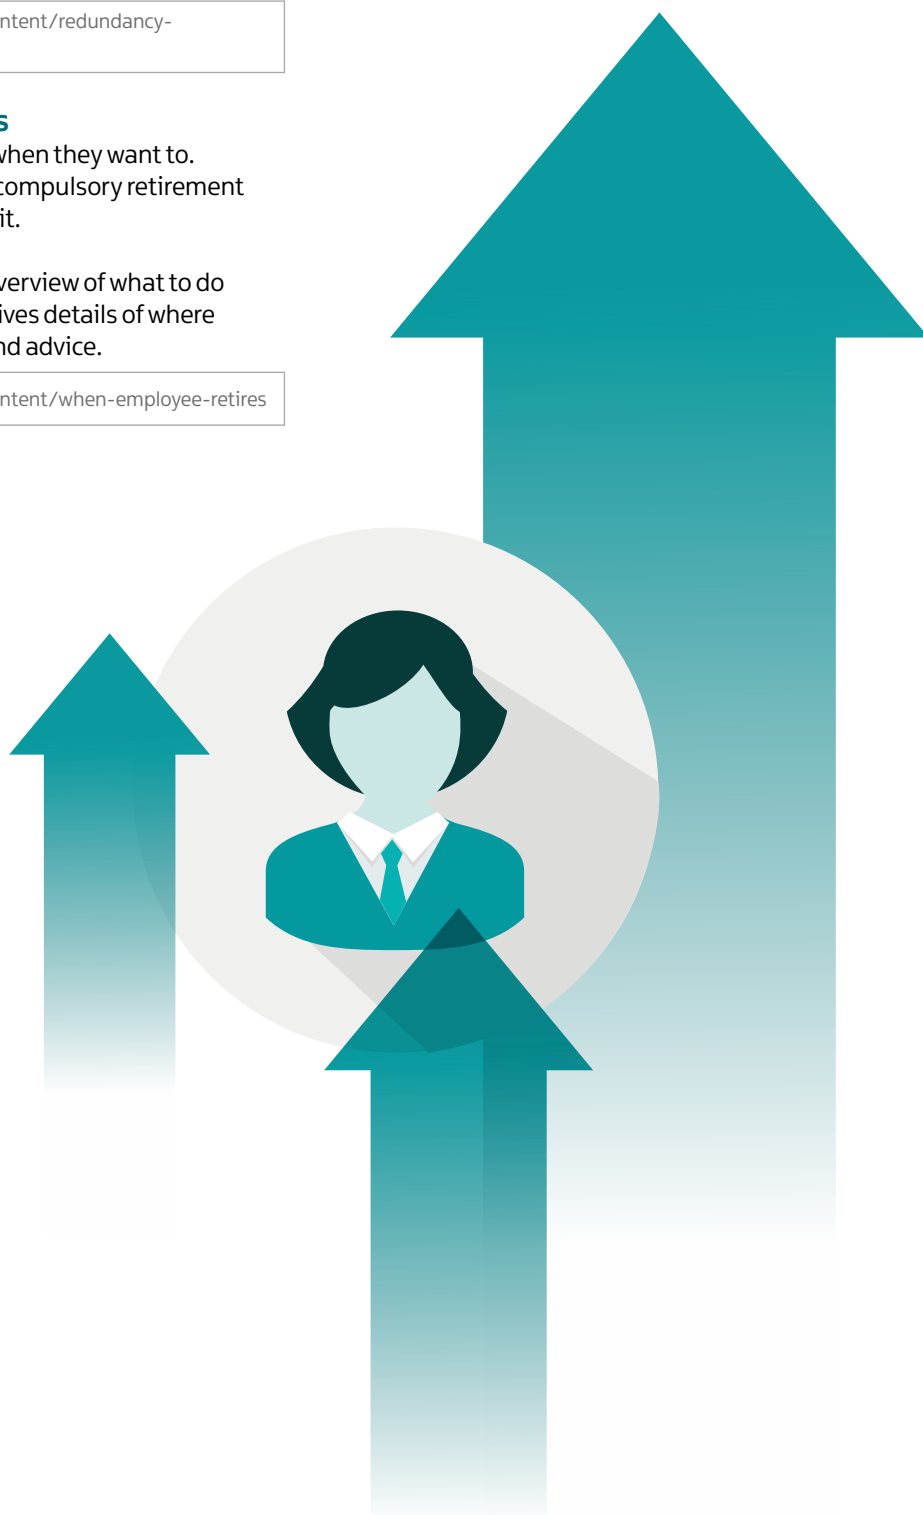 ntent/redundancy-
s
when they want to.
compulsory retirement
it.
verview of what to do
ives details of where
nd advice.
ntent/when-employee-retires